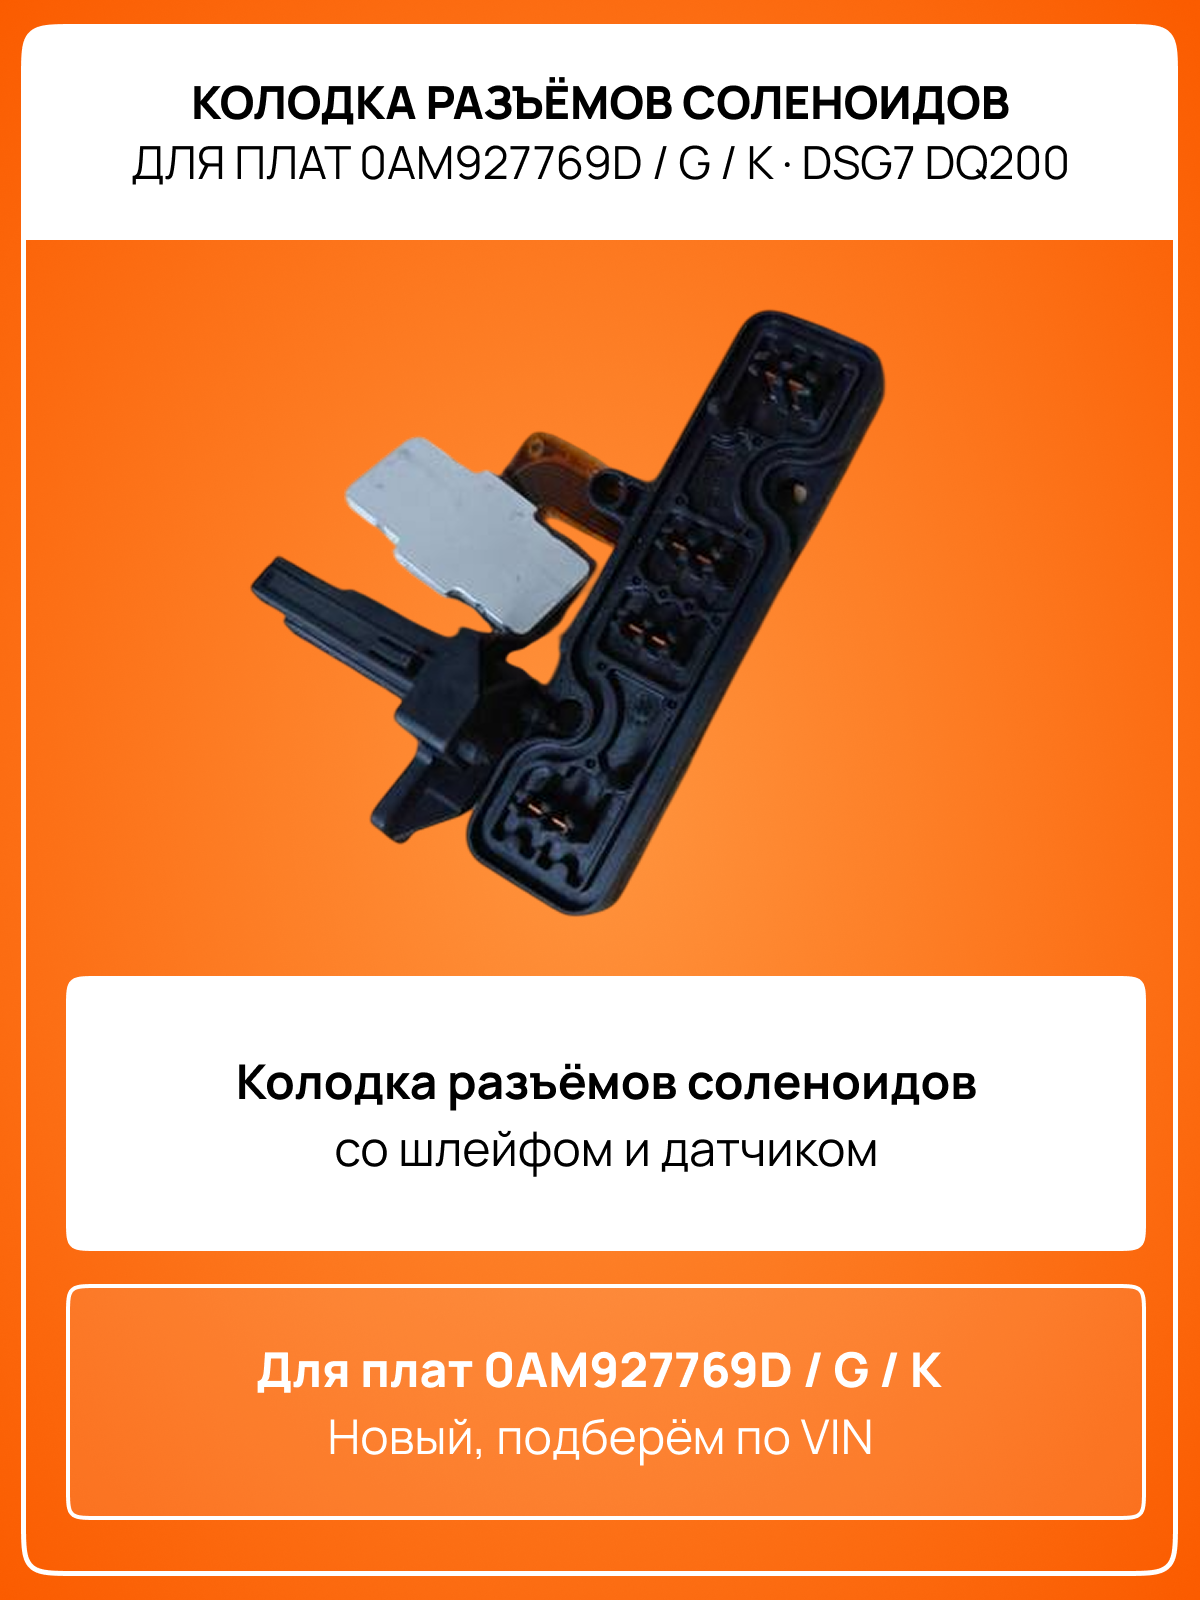 КОЛОДКА РАЗЪЁМОВ СОЛЕНОИДОВ
ДЛЯ ПЛАТ 0AM927769D / G / K · DSG7 DQ200
Колодка разъёмов соленоидов
со шлейфом и датчиком
Для плат 0AM927769D / G / K
Новый, подберём по VIN